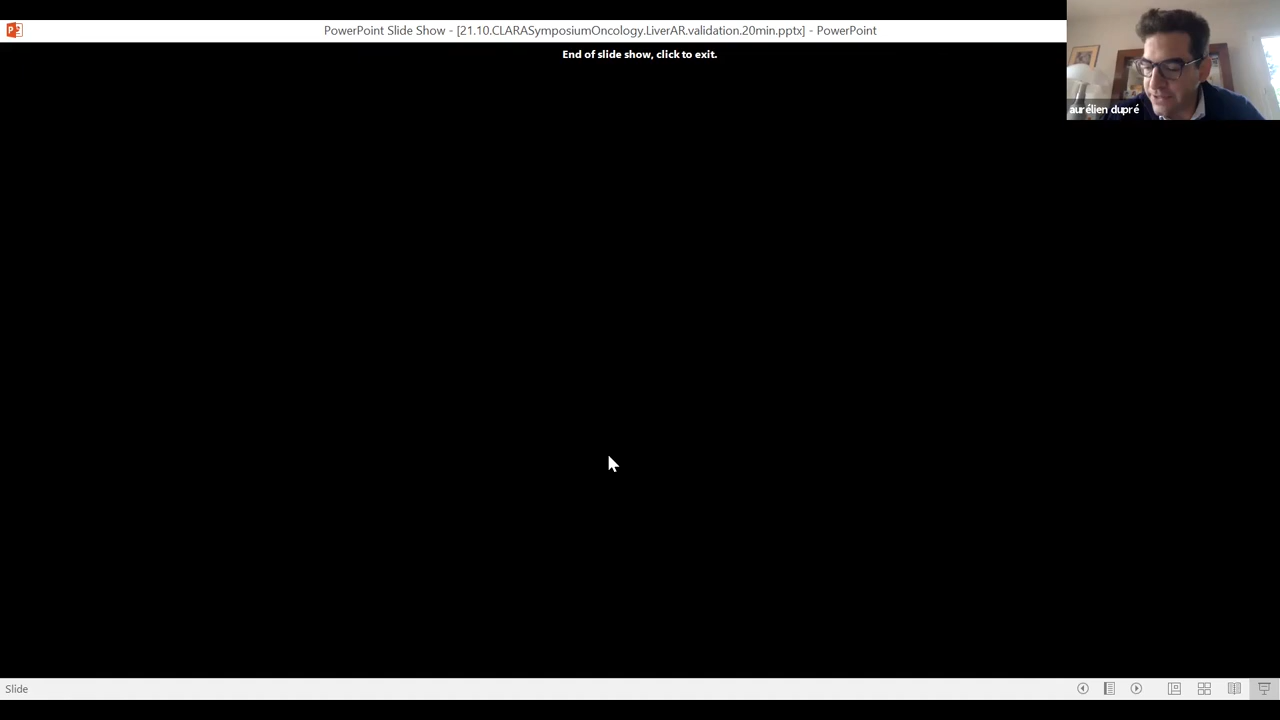 PowerPoint Slide Show - [21.10.CLARASymposiumOncology.LiverAR.validation.20min.pptx] - PowerPoint
End of slide show, click to exit.
aurélien dupré
Slide